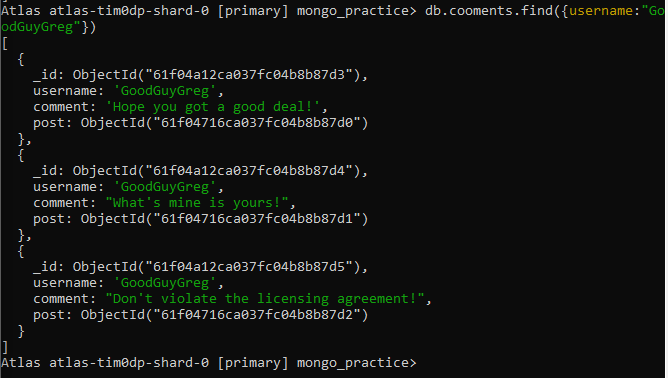 Atlas atlas-tim0dp-shard-0 [primary] mongo_practice> db.cooments.find({username:"Go
odGuyGreg"})
[
  {
    _id: ObjectId("61f04a12ca037fc04b8b87d3"),
    username: 'GoodGuyGreg',
    comment: 'Hope you got a good deal!',
    post: ObjectId("61f04716ca037fc04b8b87d0")
  },
  {
    _id: ObjectId("61f04a12ca037fc04b8b87d4"),
    username: 'GoodGuyGreg',
    comment: "What's mine is yours!",
    post: ObjectId("61f04716ca037fc04b8b87d1")
  },
  {
    _id: ObjectId("61f04a12ca037fc04b8b87d5"),
    username: 'GoodGuyGreg',
    comment: "Don't violate the licensing agreement!",
    post: ObjectId("61f04716ca037fc04b8b87d2")
  }
]
Atlas atlas-tim0dp-shard-0 [primary] mongo_practice>